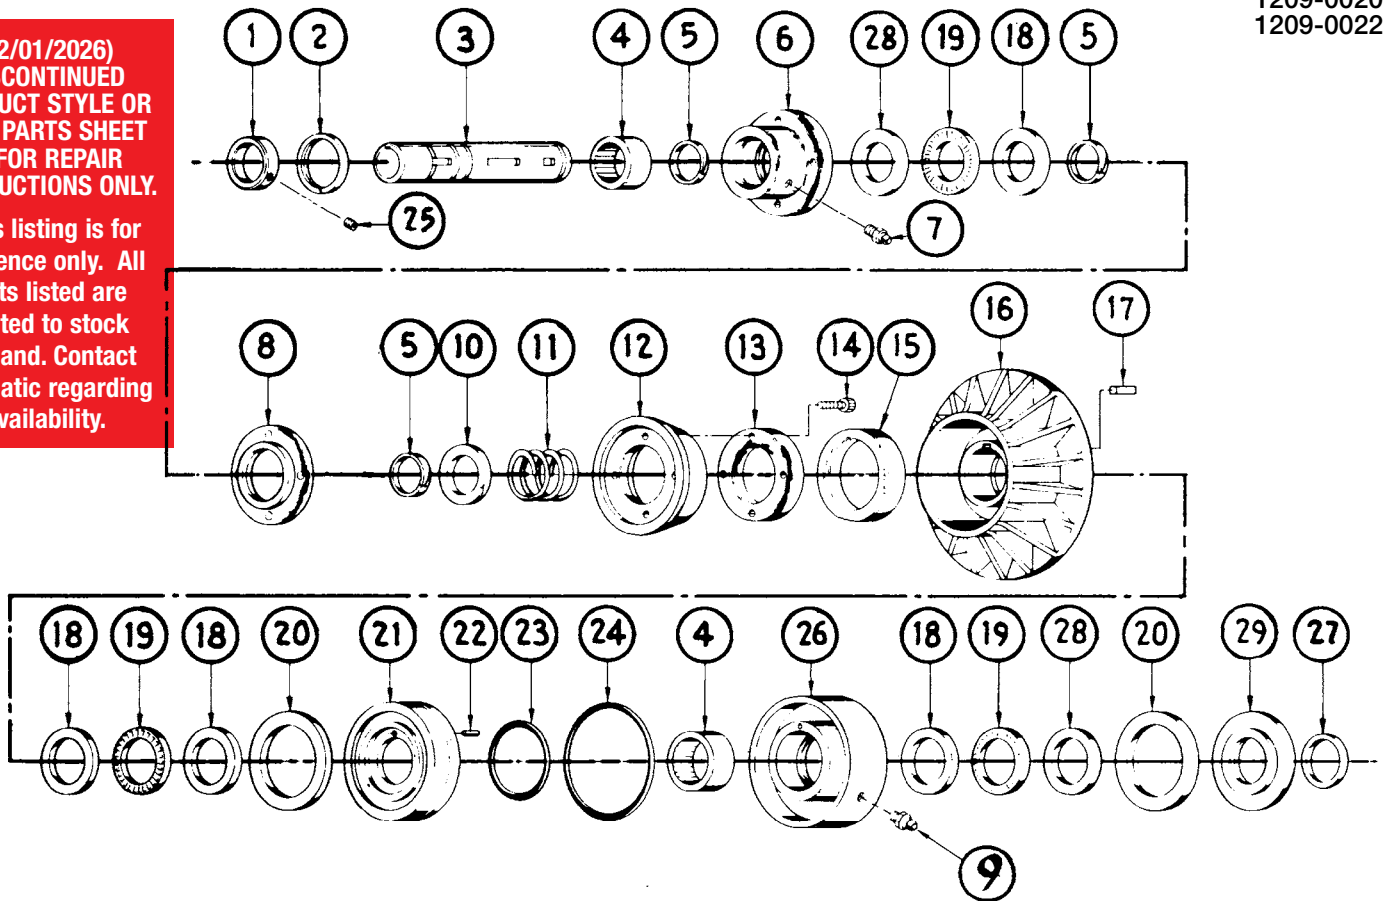 1209-0020
1209-0022
2/01/2026)
CONTINUED
UCT STYLE OR
PARTS SHEET
FOR REPAIR
UCTIONS ONLY.
s listing is for
ence only. All
ts listed are
ted to stock
and. Contact
atic regarding
vailability.
1 2 3 4 5 6 28 19 18 5
25 7
16 17
8 5 10 11 12 13 14 15
18 19 18 20 21 22 23 24 4 26 18 19 28 20 29 27
9